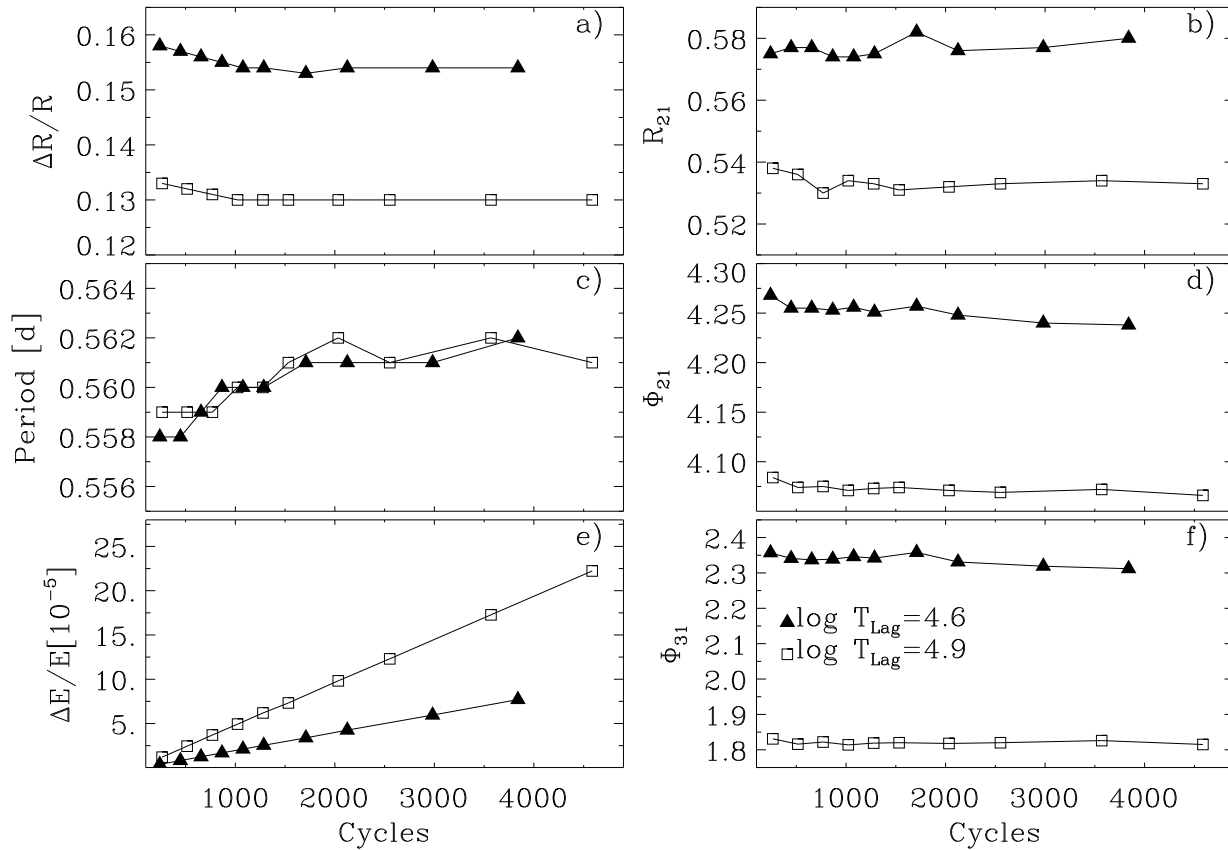 a)
0.16
0.15
0.14
0.13
0.12
ΔR/R
b)
0.58
0.56
0.54
0.52
R21
c)
0.564
0.562
0.560
0.558
0.556
Period [d]
d)
4.30
4.25
4.20
4.15
4.10
Φ21
e)
25.
20.
15.
10.
5.
ΔE/E[10-5]
1000 2000 3000 4000
Cycles
f)
2.4
2.3
2.2
2.1
2.0
1.9
1.8
Φ31
log TLag=4.6
log TLag=4.9
1000 2000 3000 4000
Cycles